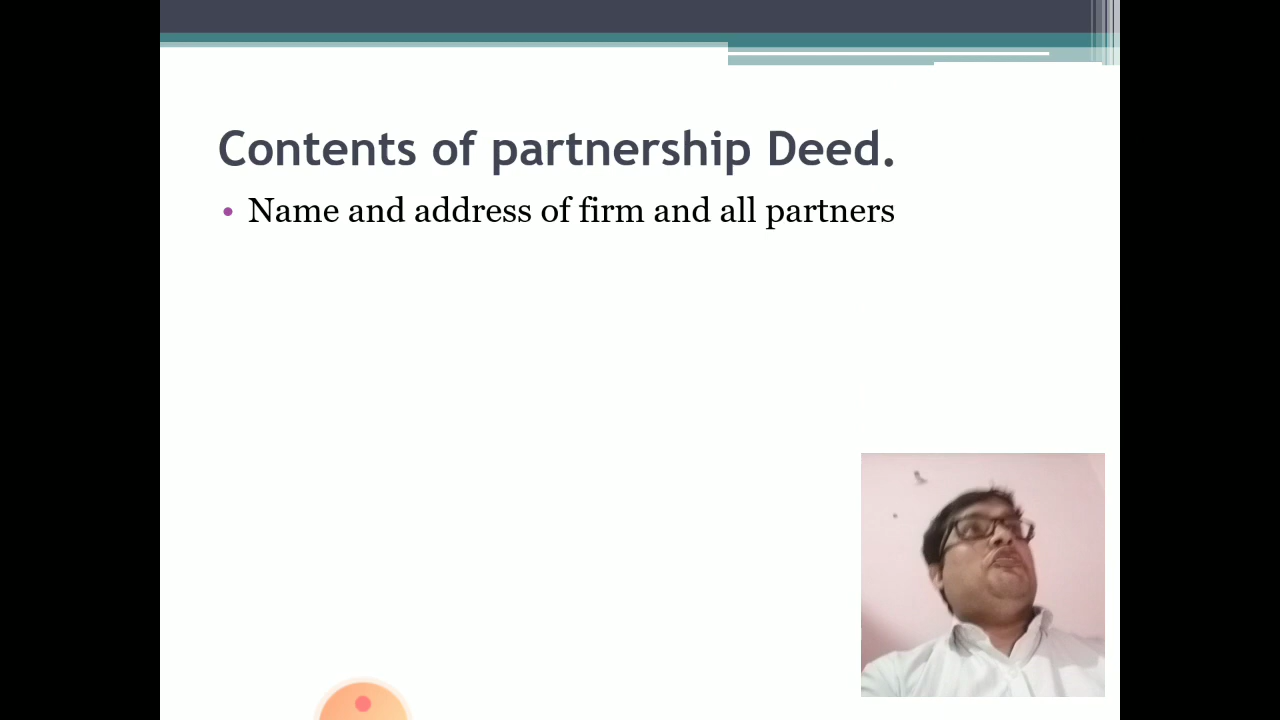 Contents of partnership Deed.
• Name and address of firm and all partners